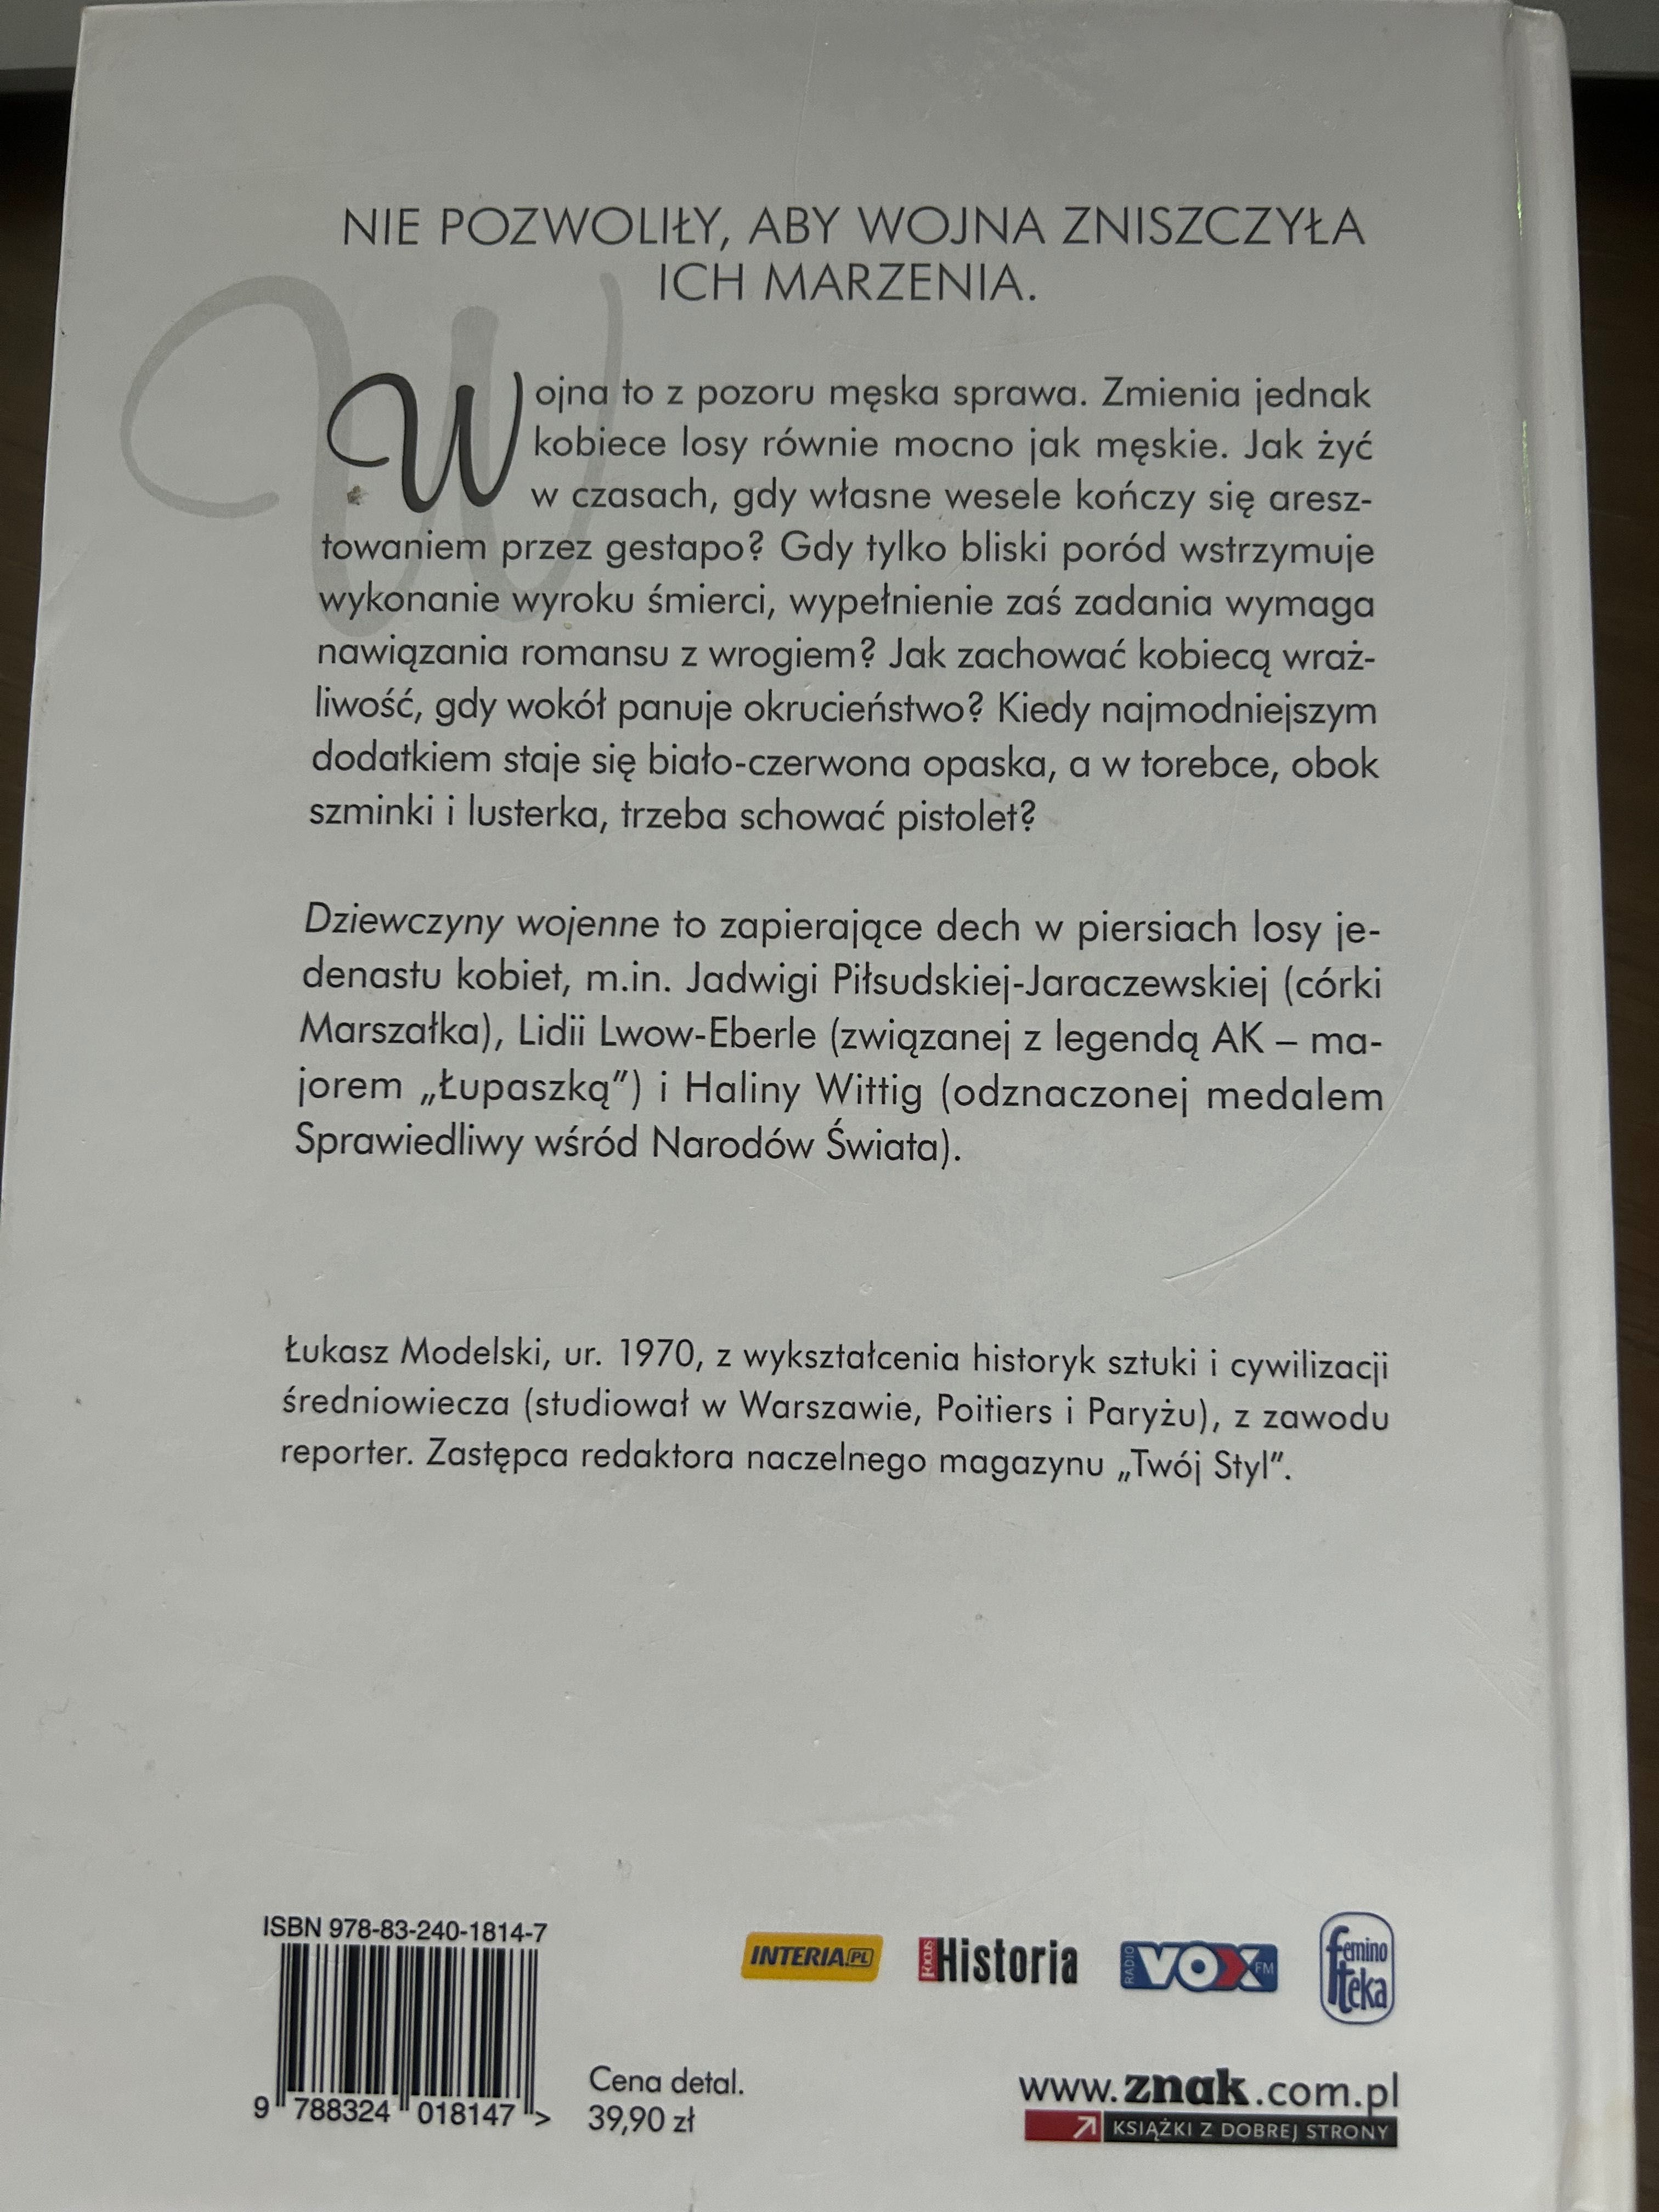 NIE POZWOLIŁY, ABY WOJNA ZNISZCZYŁA
ICH MARZENIA.
Wojna to z pozoru męska sprawa. Zmienia jednak
kobiece losy równie mocno jak męskie. Jak żyć
w czasach, gdy własne wesele kończy się aresz-
towaniem przez gestapo? Gdy tylko bliski poród wstrzymuje
wykonanie wyroku śmierci, wypełnienie zaś zadania wymaga
nawiązania romansu z wrogiem? Jak zachować kobiecą wraż-
liwość, gdy wokół panuje okrucieństwo? Kiedy najmodniejszym
dodatkiem staje się biało-czerwona opaska, a w torebce, obok
szminki i lusterka, trzeba schować pistolet?
Dziewczyny wojenne to zapierające dech w piersiach losy je-
denastu kobiet, m.in. Jadwigi Piłsudskiej-Jaraczewskiej (córki
Marszałka), Lidii Lwow-Eberle (związanej z legendą AK – ma-
jorem „Łupaszką”) i Haliny Wittig (odznaczonej medalem
Sprawiedliwy wśród Narodów Świata).
Łukasz Modelski, ur. 1970, z wykształcenia historyk sztuki i cywilizacji
średniowiecza (studiował w Warszawie, Poitiers i Paryżu), z zawodu
reporter. Zastępca redaktora naczelnego magazynu „Twój Styl”.
ISBN 978-83-240-1814-7
9 788324 018147 >
Cena detal.
39,90 zł
INTERIA.PL
FOCUS Historia
RADIO VOX FM
femino
teka
www.znak.com.pl
KSIĄŻKI Z DOBREJ STRONY